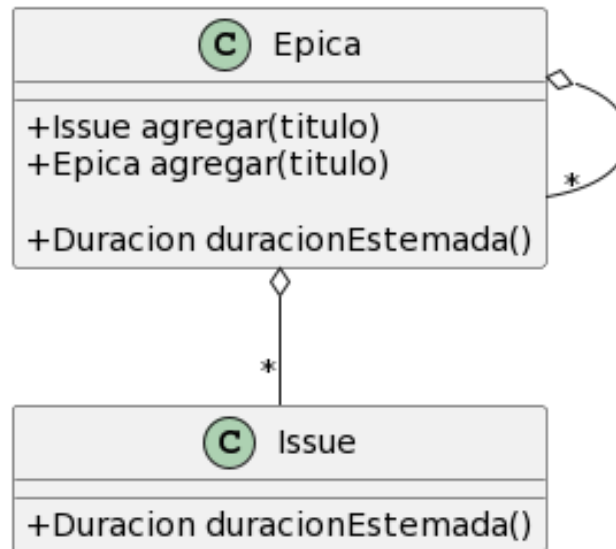 C Epica
+Issue agregar(titulo)
+Epica agregar(titulo)
+Duracion duracionEstemada()
*
*
C Issue
+Duracion duracionEstemada()